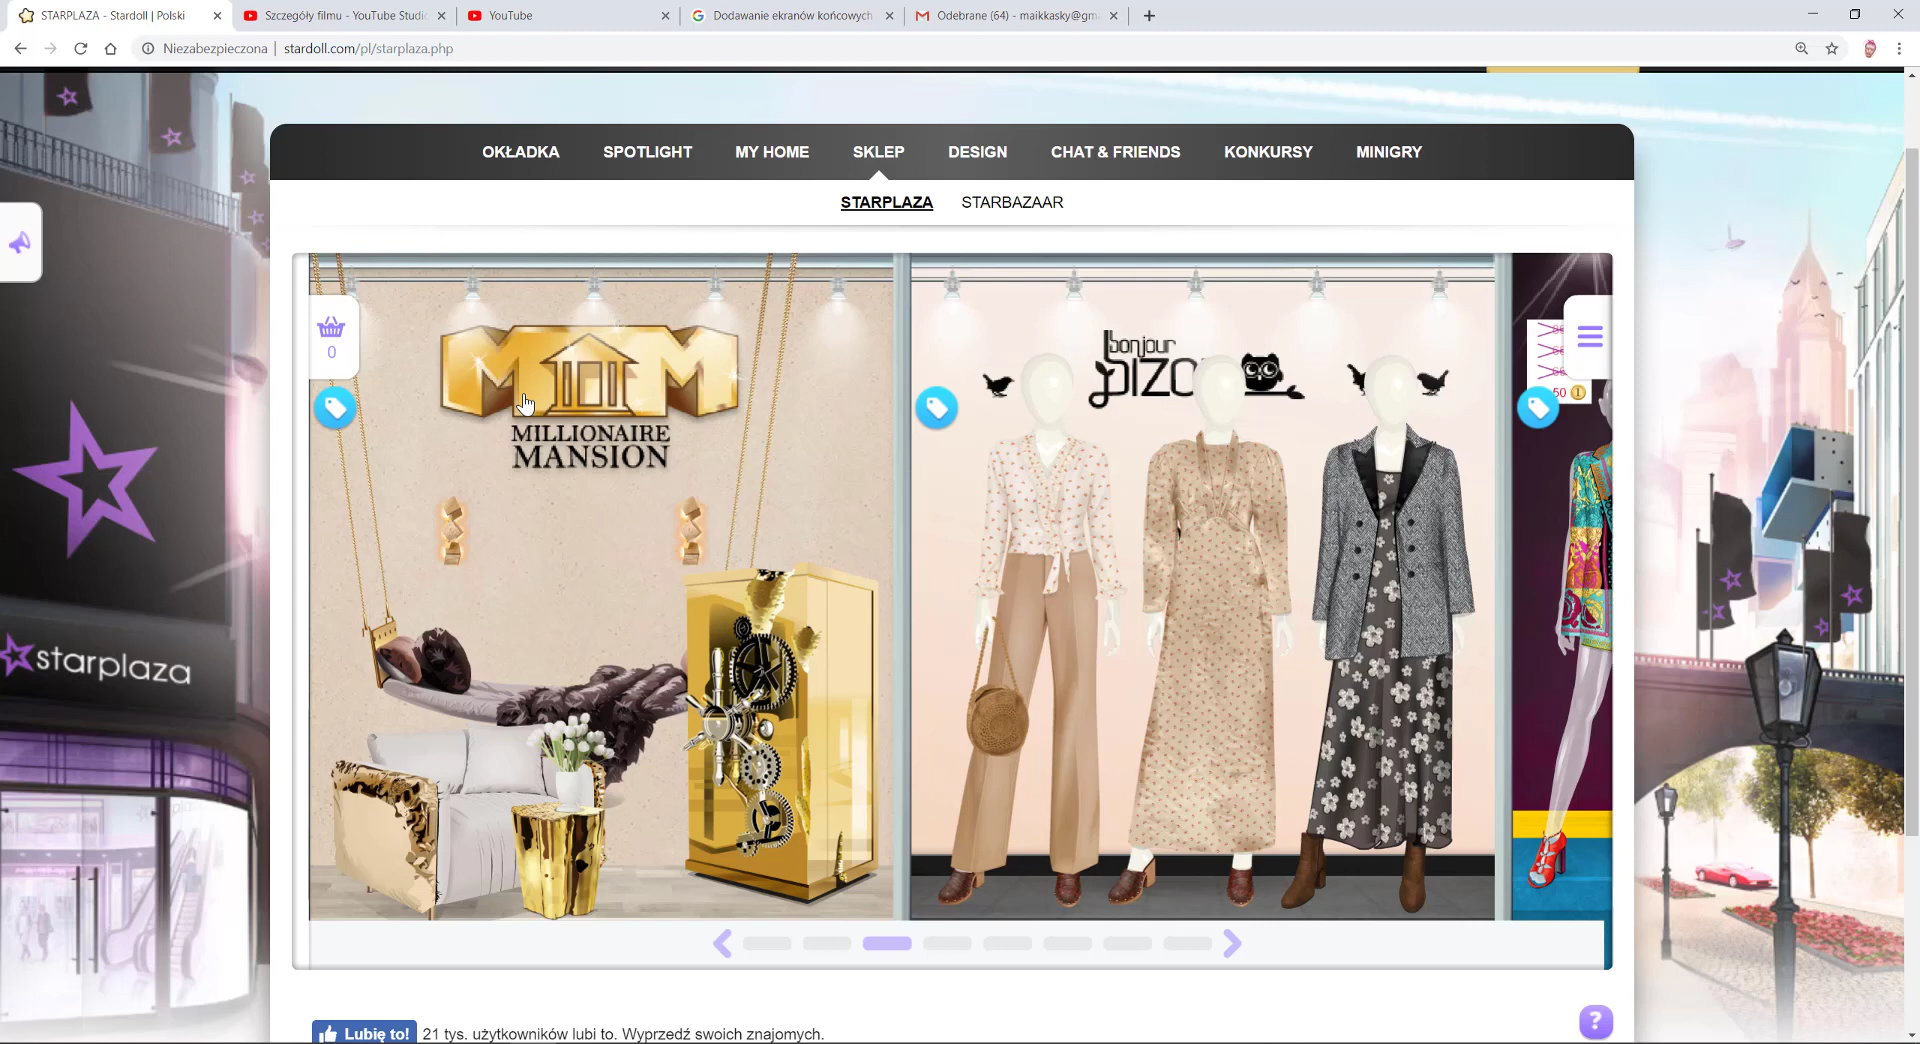 STARPLAZA - Stardoll | Polski
Szczegóły filmu - YouTube Studio
YouTube
Dodawanie ekranów końcowych
Odebrane (64) - maikkasky@gm
Niezabezpieczona
stardoll.com/pl/starplaza.php
OKŁADKA
SPOTLIGHT
MY HOME
SKLEP
DESIGN
CHAT & FRIENDS
KONKURSY
MINIGRY
STARPLAZA
STARBAZAAR
0
MILLIONAIRE
MANSION
bonjour
50
starplaza
Lubię to!
21 tys. użytkowników lubi to. Wyprzedź swoich znajomych.
?